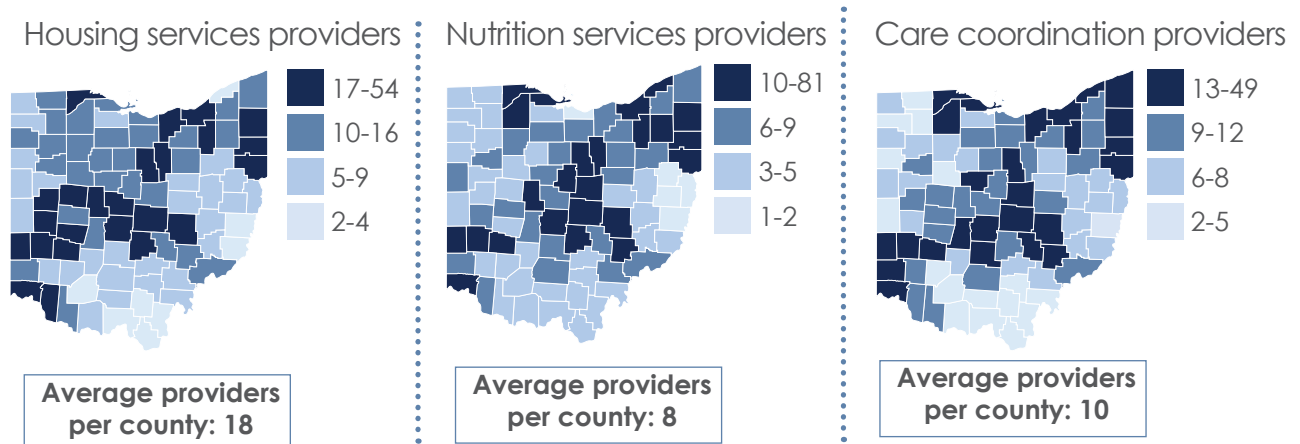 Housing services providers
17-54
10-16
5-9
2-4
Average providers
per county: 18
Nutrition services providers
10-81
6-9
3-5
1-2
Average providers
per county: 8
Care coordination providers
13-49
9-12
6-8
2-5
Average providers
per county: 10